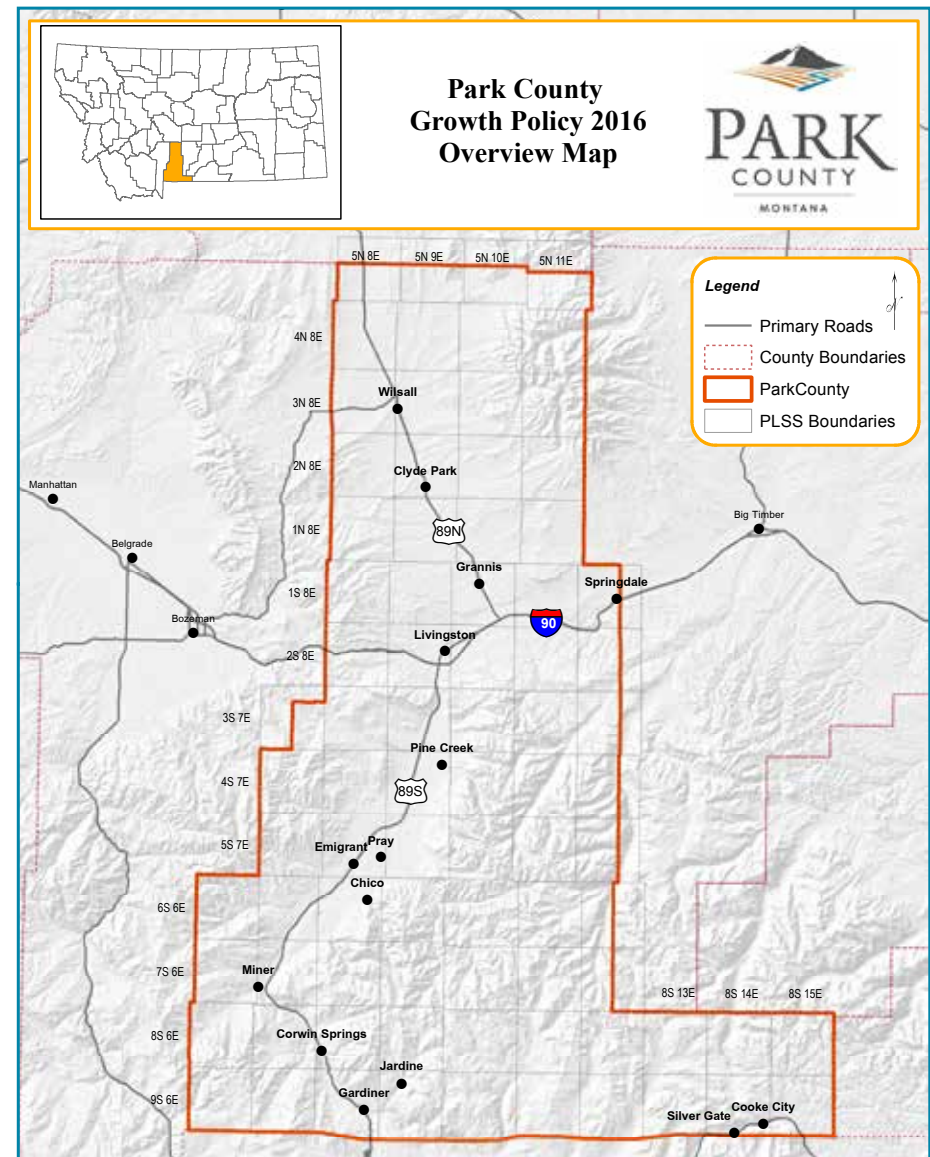 Park County
Growth Policy 2016
Overview Map
PARK
COUNTY
MONTANA
5N 8E
5N 9E
5N 10E
5N 11E
Legend
N
Primary Roads
County Boundaries
ParkCounty
PLSS Boundaries
4N 8E
Wilsall
3N 8E
2N 8E
Clyde Park
Manhattan
Big Timber
1N 8E
89N
Belgrade
Grannis
Springdale
1S 8E
90
Bozeman
Livingston
2S 8E
3S 7E
Pine Creek
4S 7E
89S
5S 7E
Emigrant
Pray
Chico
6S 6E
7S 6E
Miner
8S 13E
8S 14E
8S 15E
8S 6E
Corwin Springs
Jardine
9S 6E
Gardiner
Silver Gate
Cooke City